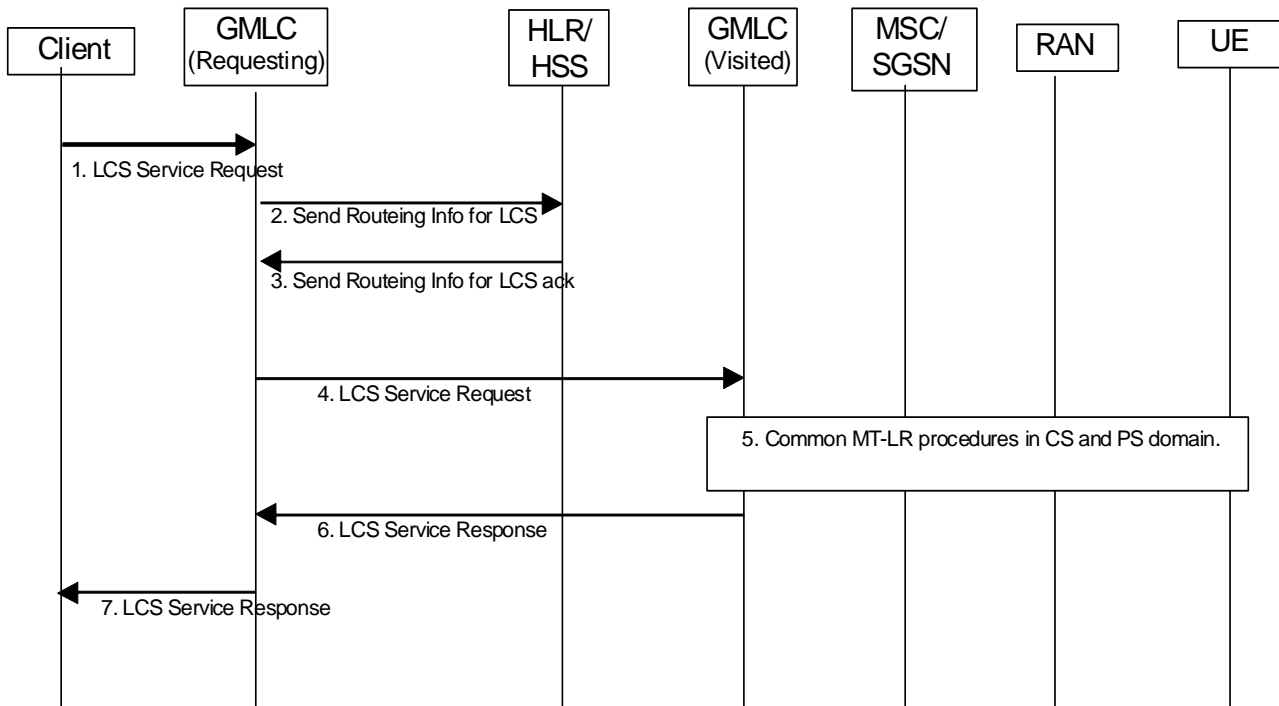 Client
GMLC
(Requesting)
HLR/
HSS
GMLC
(Visited)
MSC/
SGSN
RAN
UE
1. LCS Service Request
2. Send Routeing Info for LCS
3. Send Routeing Info for LCS ack
4. LCS Service Request
5. Common MT-LR procedures in CS and PS domain.
6. LCS Service Response
7. LCS Service Response